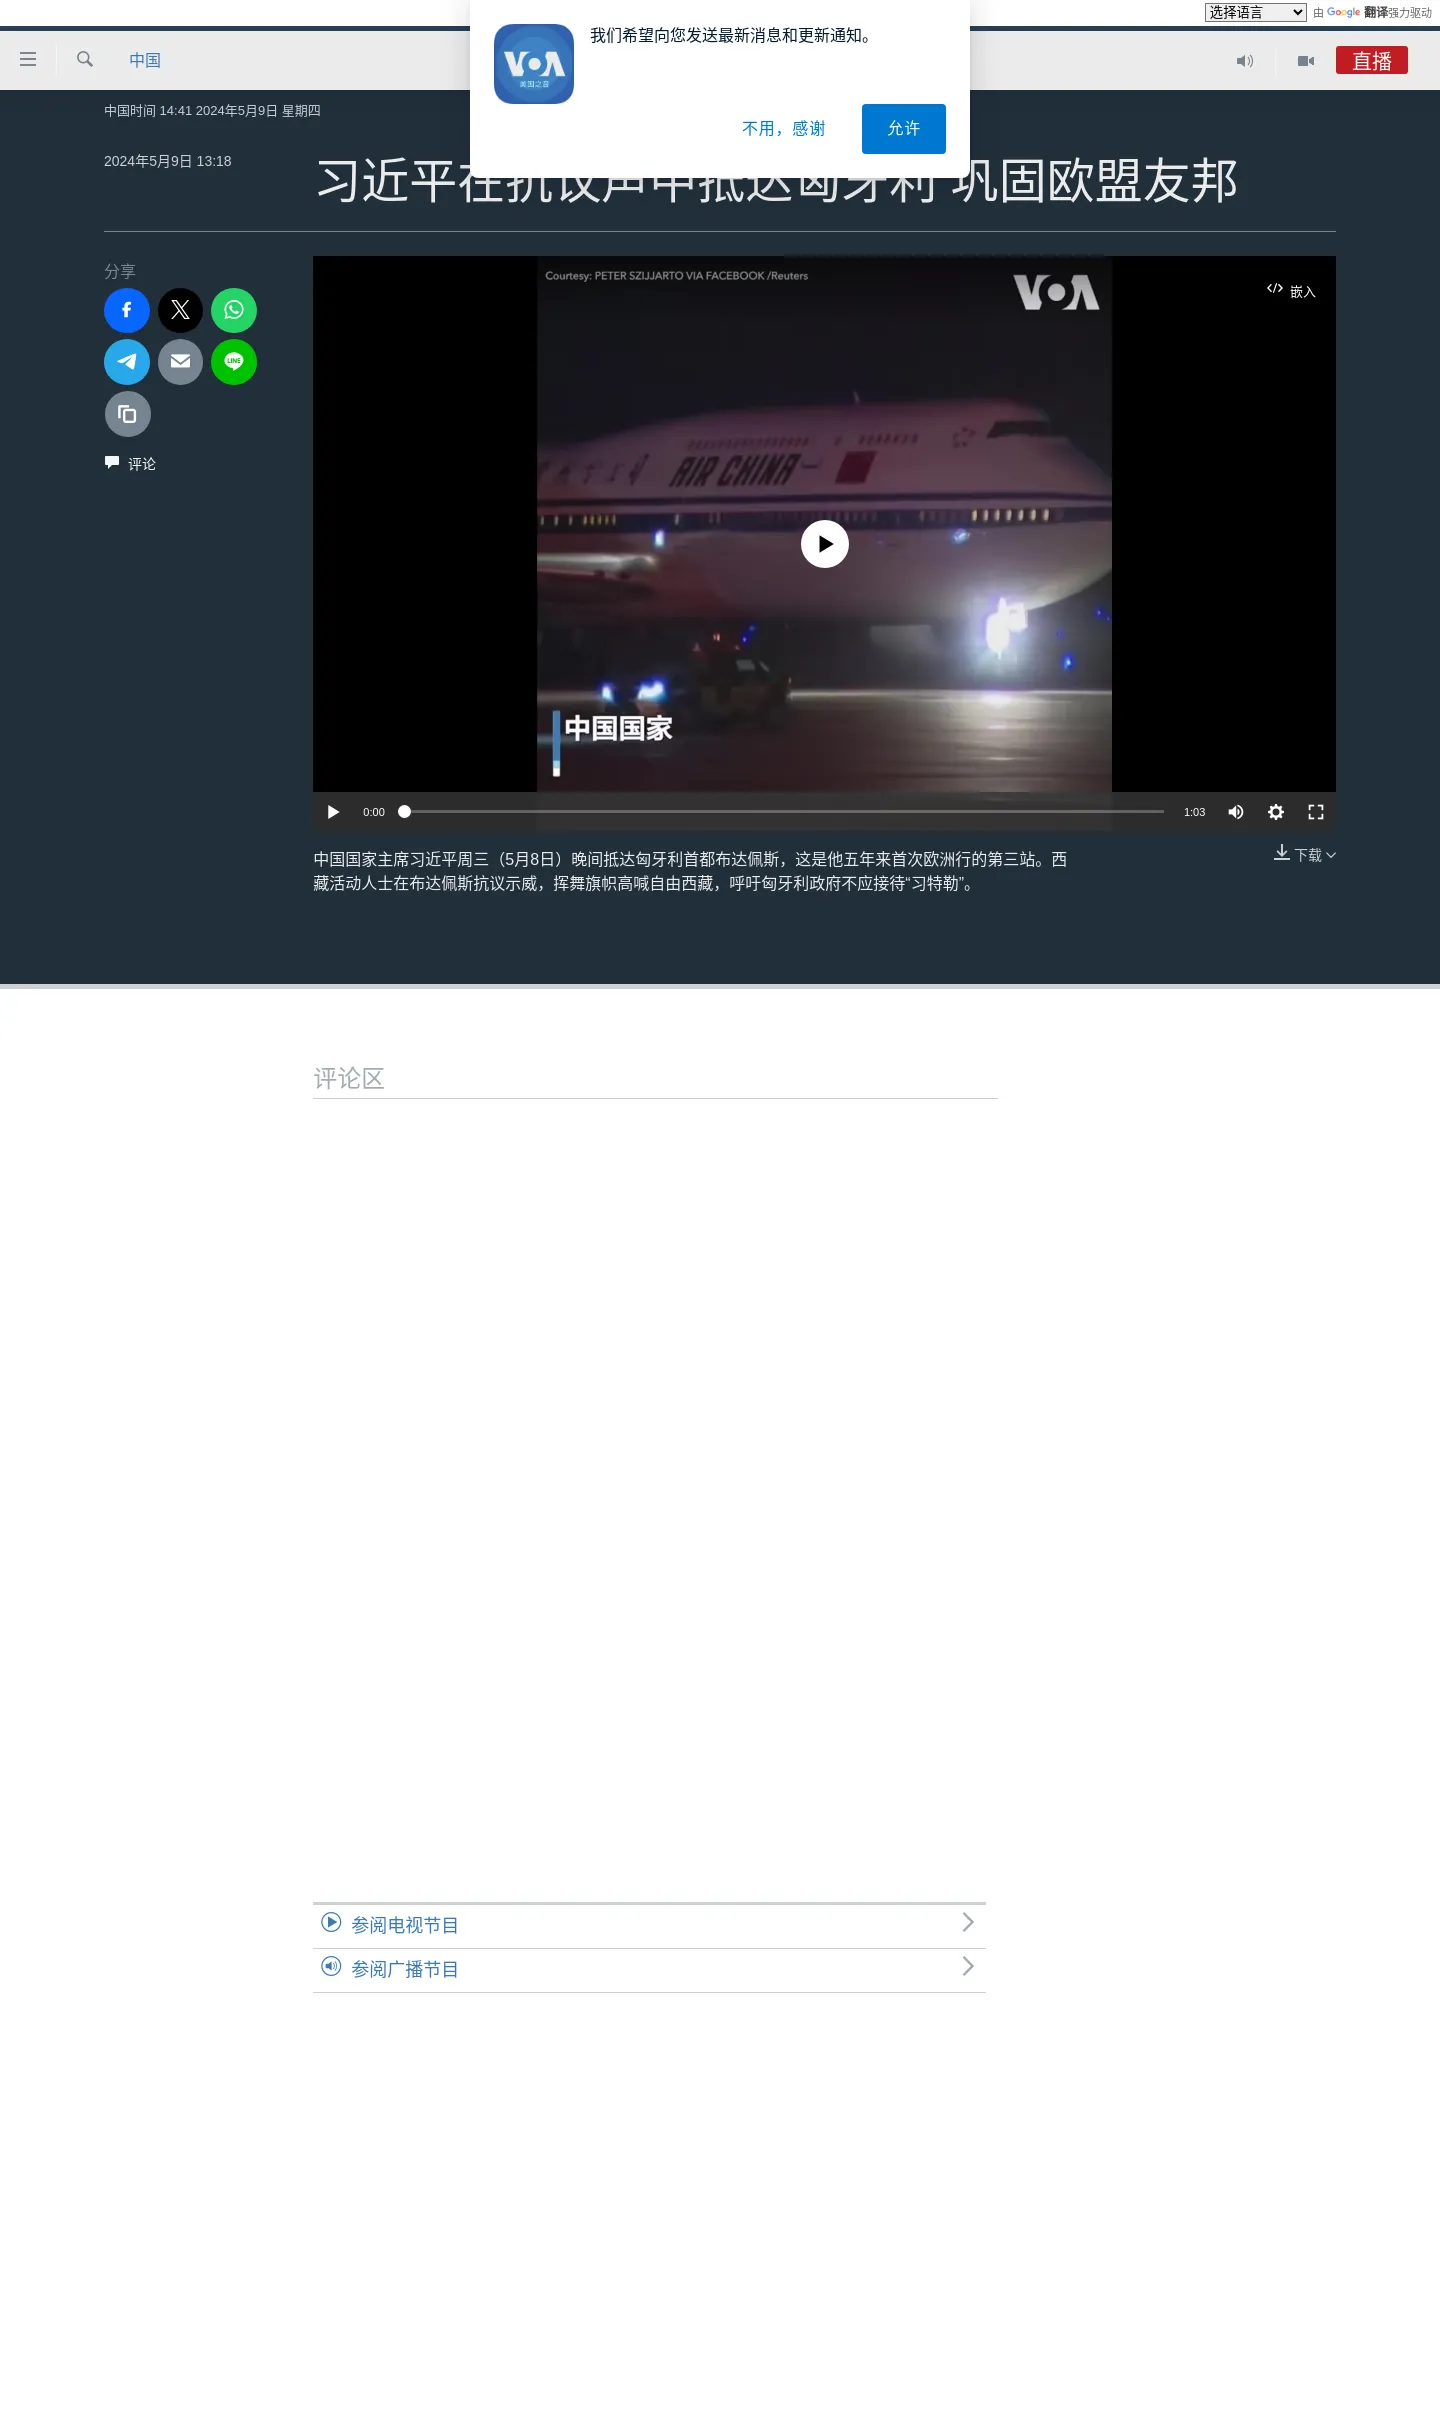 选择语言 由 Google 翻译强力驱动
中国
直播
我们希望向您发送最新消息和更新通知。
VOA
美国之音
不用，感谢
允许
中国时间 14:41 2024年5月9日 星期四
2024年5月9日 13:18
习近平在抗议声中抵达匈牙利 巩固欧盟友邦
分享
LINE
评论
Courtesy: PETER SZIJJARTO VIA FACEBOOK /Reuters
VOA
嵌入
AIR CHINA
中国国家
0:00
1:03
中国国家主席习近平周三（5月8日）晚间抵达匈牙利首都布达佩斯，这是他五年来首次欧洲行的第三站。西
藏活动人士在布达佩斯抗议示威，挥舞旗帜高喊自由西藏，呼吁匈牙利政府不应接待“习特勒”。
下载
评论区
参阅电视节目
参阅广播节目